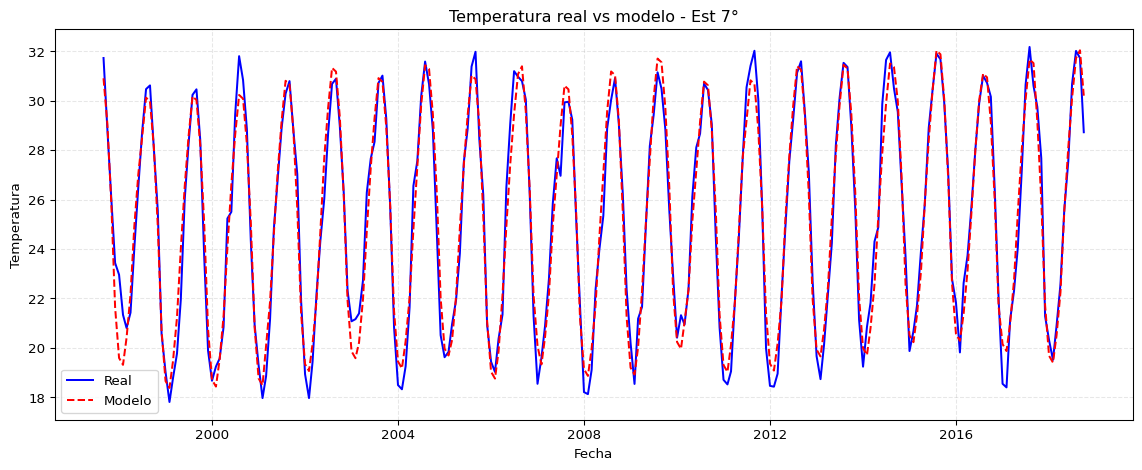 Temperatura real vs modelo - Est 7°
Temperatura
32
30
28
26
24
22
20
18
Real
Modelo
2000
2004
2008
2012
2016
Fecha